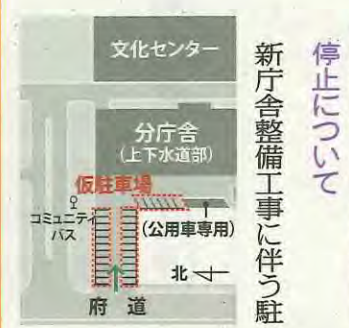 停止について
新庁舎整備工事に伴う駐
文化センター
分庁舎
(上下水道部)
仮駐車場
コミュニティ
バス
(公用車専用)
北
府道